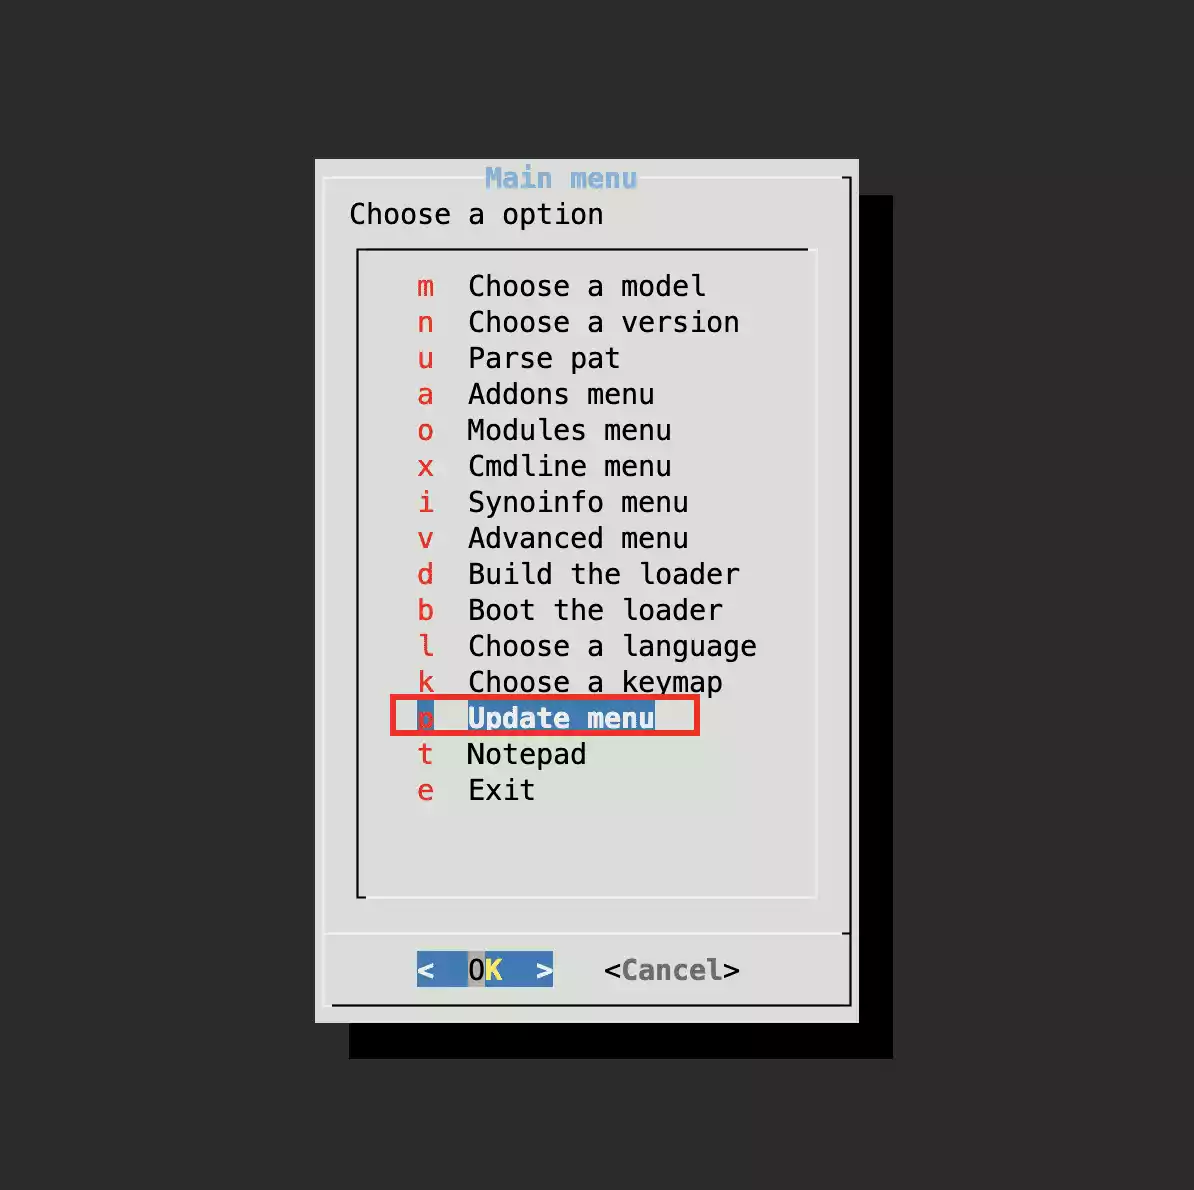 Main menu
Choose a option
m Choose a model
n Choose a version
u Parse pat
a Addons menu
o Modules menu
x Cmdline menu
i Synoinfo menu
v Advanced menu
d Build the loader
b Boot the loader
l Choose a language
k Choose a keymap
p Update menu
t Notepad
e Exit
< OK > <Cancel>